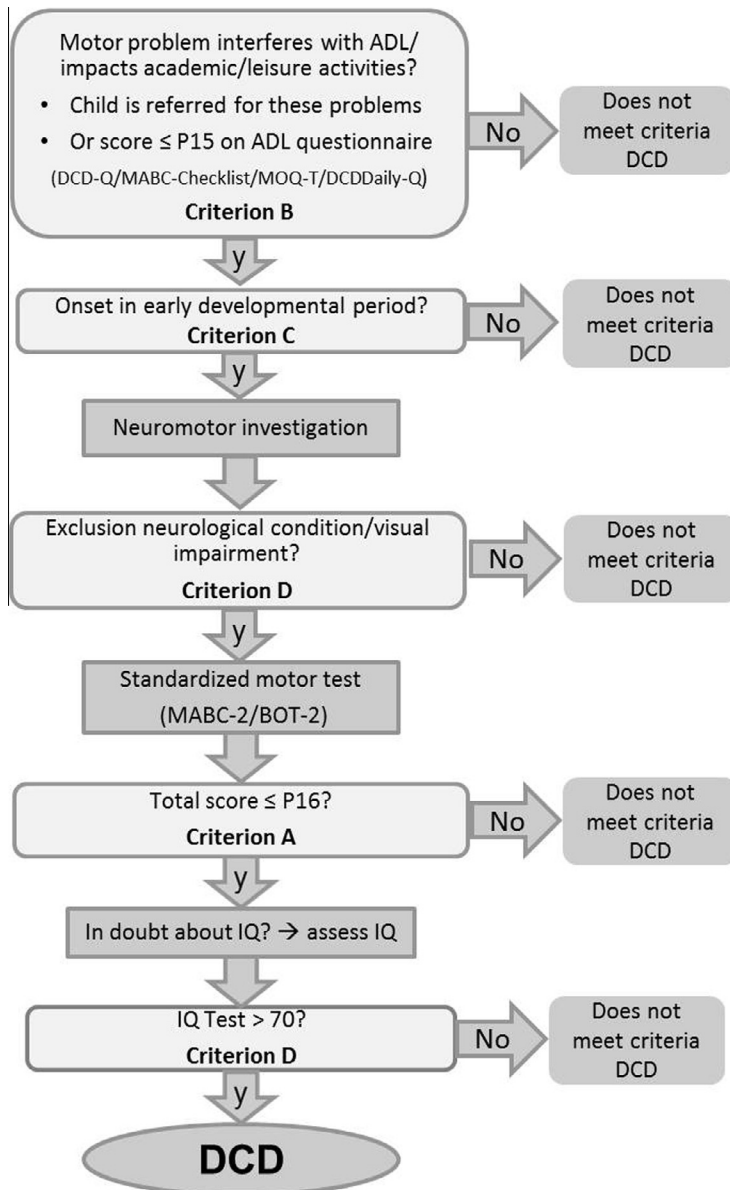 Motor problem interferes with ADL/
impacts academic/leisure activities?
• Child is referred for these problems
• Or score ≤ P15 on ADL questionnaire
(DCD-Q/MABC-Checklist/MOQ-T/DCDDaily-Q)
Criterion B
No
Does not
meet criteria
DCD
y
Onset in early developmental period?
Criterion C
No
Does not
meet criteria
DCD
y
Neuromotor investigation
Exclusion neurological condition/visual
impairment?
Criterion D
No
Does not
meet criteria
DCD
y
Standardized motor test
(MABC-2/BOT-2)
Total score ≤ P16?
Criterion A
No
Does not
meet criteria
DCD
y
In doubt about IQ? → assess IQ
IQ Test > 70?
Criterion D
No
Does not
meet criteria
DCD
y
DCD